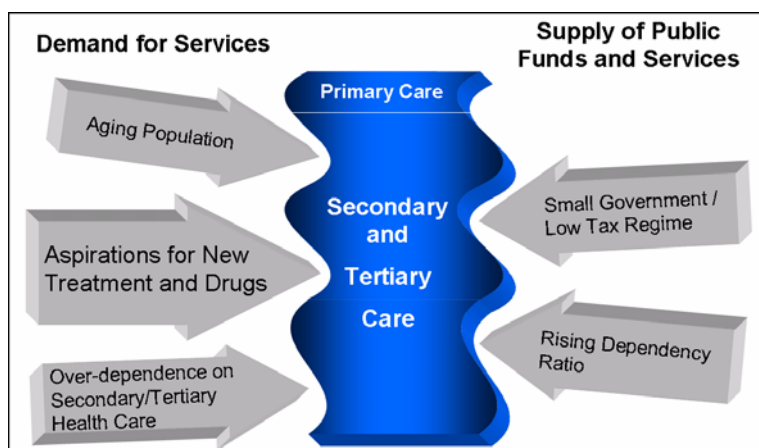 Demand for Services
Supply of Public
Funds and Services
Aging Population
Aspirations for New
Treatment and Drugs
Over-dependence on
Secondary/Tertiary
Health Care
Primary Care
Secondary
and
Tertiary
Care
Small Government /
Low Tax Regime
Rising Dependency
Ratio